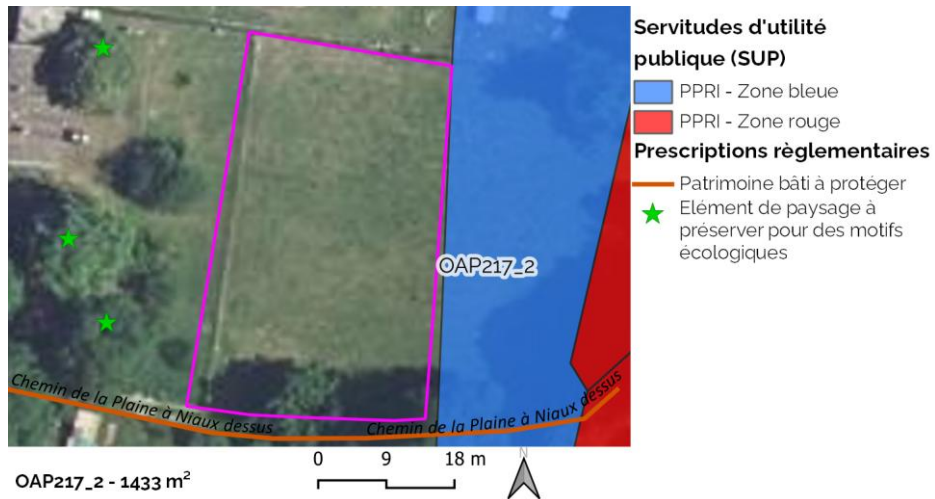 Servitudes d'utilité
publique (SUP)
PPRI - Zone bleue
PPRI - Zone rouge
Prescriptions règlementaires
Patrimoine bâti à protéger
Elément de paysage à
préserver pour des motifs
écologiques
OAP217_2
Chemin de la Plaine à Niaux dessus
Chemin de la Plaine à Niaux dessus
OAP217_2 - 1433 m²
0 9 18 m
N